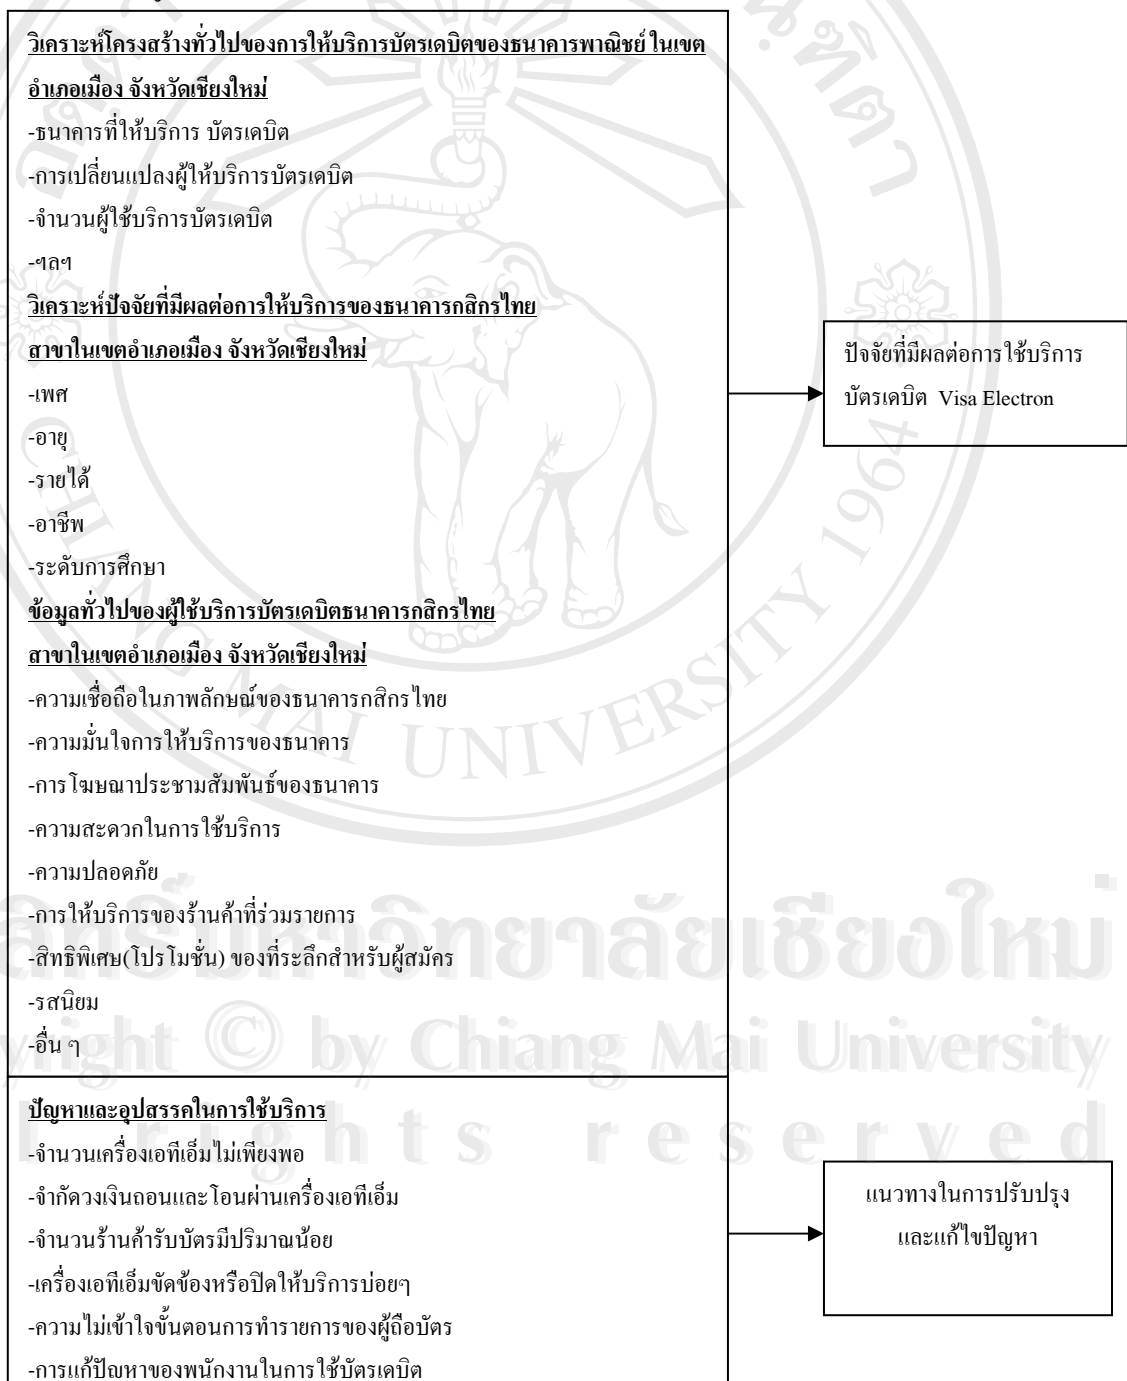 วิเคราะห์โครงสร้างทั่วไปของการให้บริการบัตรเดบิตของธนาคารพาณิชย์ ในเขต
อำเภอเมือง จังหวัดเชียงใหม่
-ธนาคารที่ให้บริการ บัตรเดบิต
-การเปลี่ยนแปลงผู้ให้บริการบัตรเดบิต
-จำนวนผู้ใช้บริการบัตรเดบิต
-ฯลฯ
วิเคราะห์ปัจจัยที่มีผลต่อการให้บริการของธนาคารกสิกรไทย
สาขาในเขตอำเภอเมือง จังหวัดเชียงใหม่
-เพศ
-อายุ
-รายได้
-อาชีพ
-ระดับการศึกษา
ข้อมูลทั่วไปของผู้ใช้บริการบัตรเดบิตธนาคารกสิกรไทย
สาขาในเขตอำเภอเมือง จังหวัดเชียงใหม่
-ความเชื่อถือในภาพลักษณ์ของธนาคารกสิกรไทย
-ความมั่นใจการให้บริการของธนาคาร
-การโฆษณาประชามสัมพันธ์ของธนาคาร
-ความสะดวกในการใช้บริการ
-ความปลอดภัย
-การให้บริการของร้านค้าที่ร่วมรายการ
-สิทธิพิเศษ(โปรโมชั่น) ของที่ระลึกสำหรับผู้สมัคร
-รสนิยม
-อื่น ๆ
ปัจจัยที่มีผลต่อการใช้บริการ
บัตรเดบิต Visa Electron
ปัญหาและอุปสรรคในการใช้บริการ
-จำนวนเครื่องเอทีเอ็มไม่เพียงพอ
-จำกัดวงเงินถอนและโอนผ่านเครื่องเอทีเอ็ม
-จำนวนร้านค้ารับบัตรมีปริมาณน้อย
-เครื่องเอทีเอ็มขัดข้องหรือปิดให้บริการบ่อยๆ
-ความไม่เข้าใจขั้นตอนการทำรายการของผู้ถือบัตร
-การแก้ปัญหาของพนักงานในการใช้บัตรเดบิต
แนวทางในการปรับปรุง
และแก้ไขปัญหา
CHIANG MAI UNIVERSITY 1964
มหาวิทยาลัยเชียงใหม่
© by Chiang Mai University
rights reserved